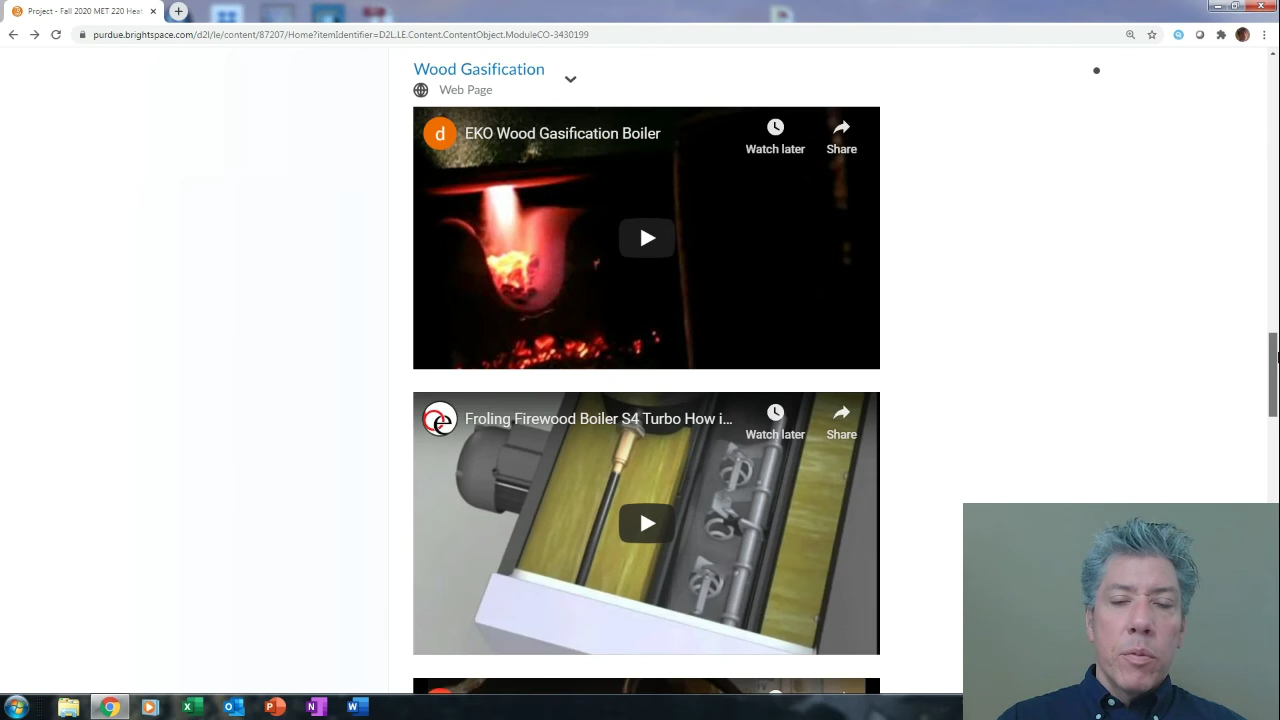 Project - Fall 2020 MET 220 Heat
purdue.brightspace.com/d2l/le/content/87207/Home?itemIdentifier=D2L.LE.Content.ContentObject.ModuleCO-3430199
Wood Gasification
Web Page
d
EKO Wood Gasification Boiler
Watch later
Share
e
Froling Firewood Boiler S4 Turbo How i...
Watch later
Share